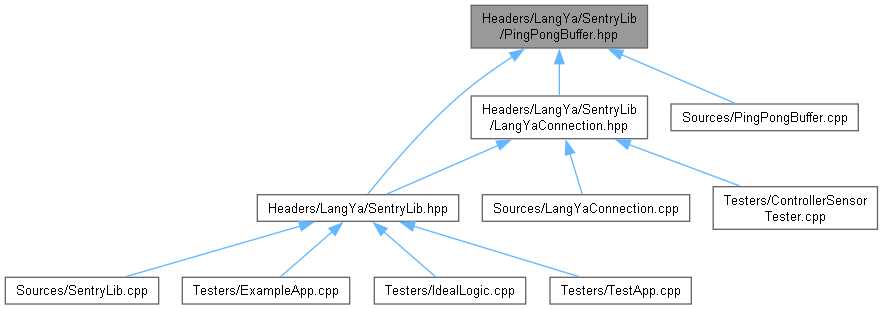 Headers/LangYa/SentryLib
/PingPongBuffer.hpp
Headers/LangYa/SentryLib
/LangYaConnection.hpp
Sources/PingPongBuffer.cpp
Headers/LangYa/SentryLib.hpp
Sources/LangYaConnection.cpp
Testers/ControllerSensor
Tester.cpp
Sources/SentryLib.cpp
Testers/ExampleApp.cpp
Testers/IdealLogic.cpp
Testers/TestApp.cpp